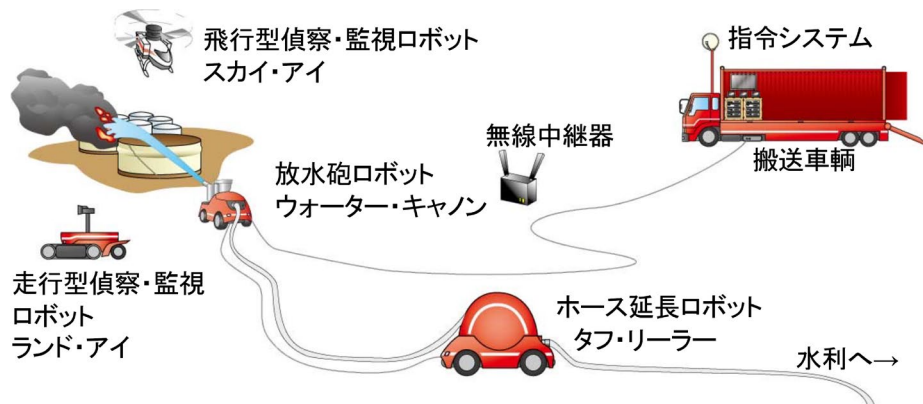 飛行型偵察・監視ロボット
スカイ・アイ
指令システム
無線中継器
搬送車輌
放水砲ロボット
ウォーター・キャノン
走行型偵察・監視
ロボット
ランド・アイ
ホース延長ロボット
タフ・リーラー
水利へ→